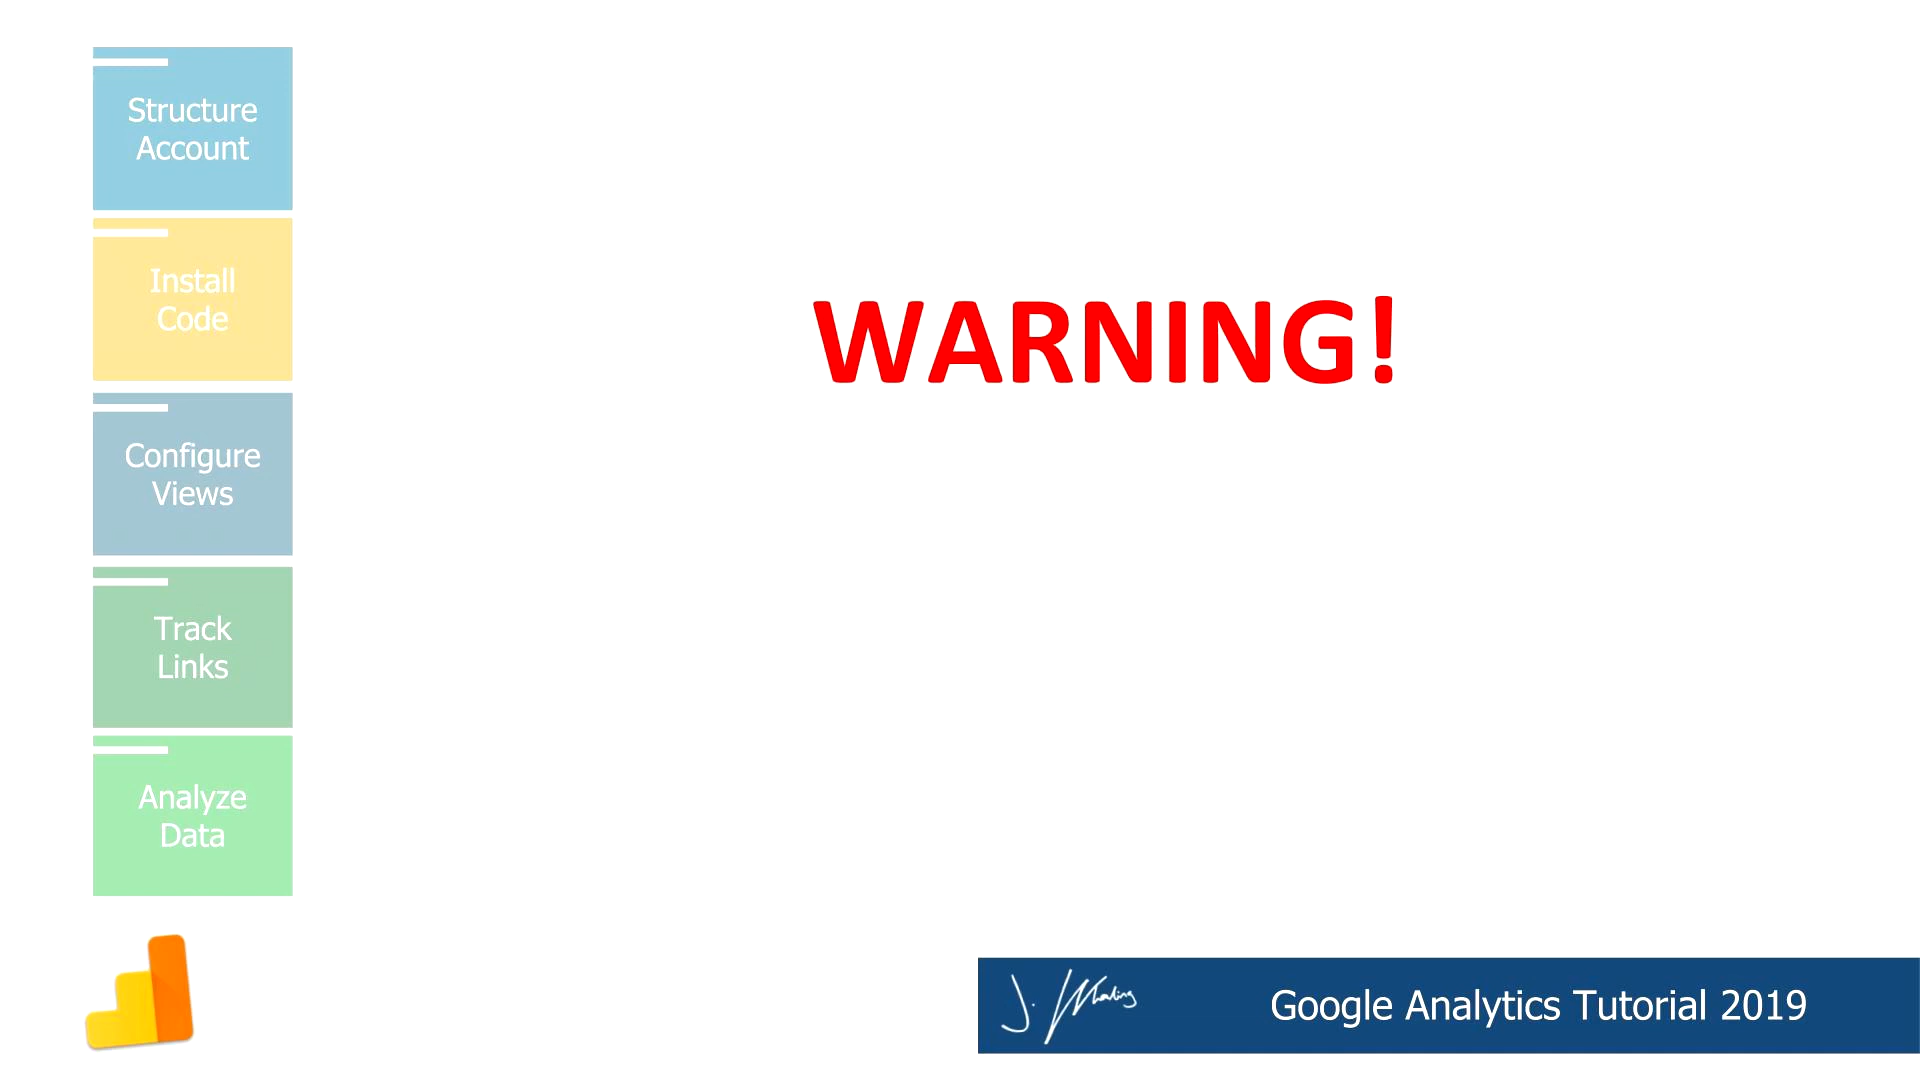 Structure
Account
Install
Code
Configure
Views
Track
Links
Analyze
Data
WARNING!
Google Analytics Tutorial 2019